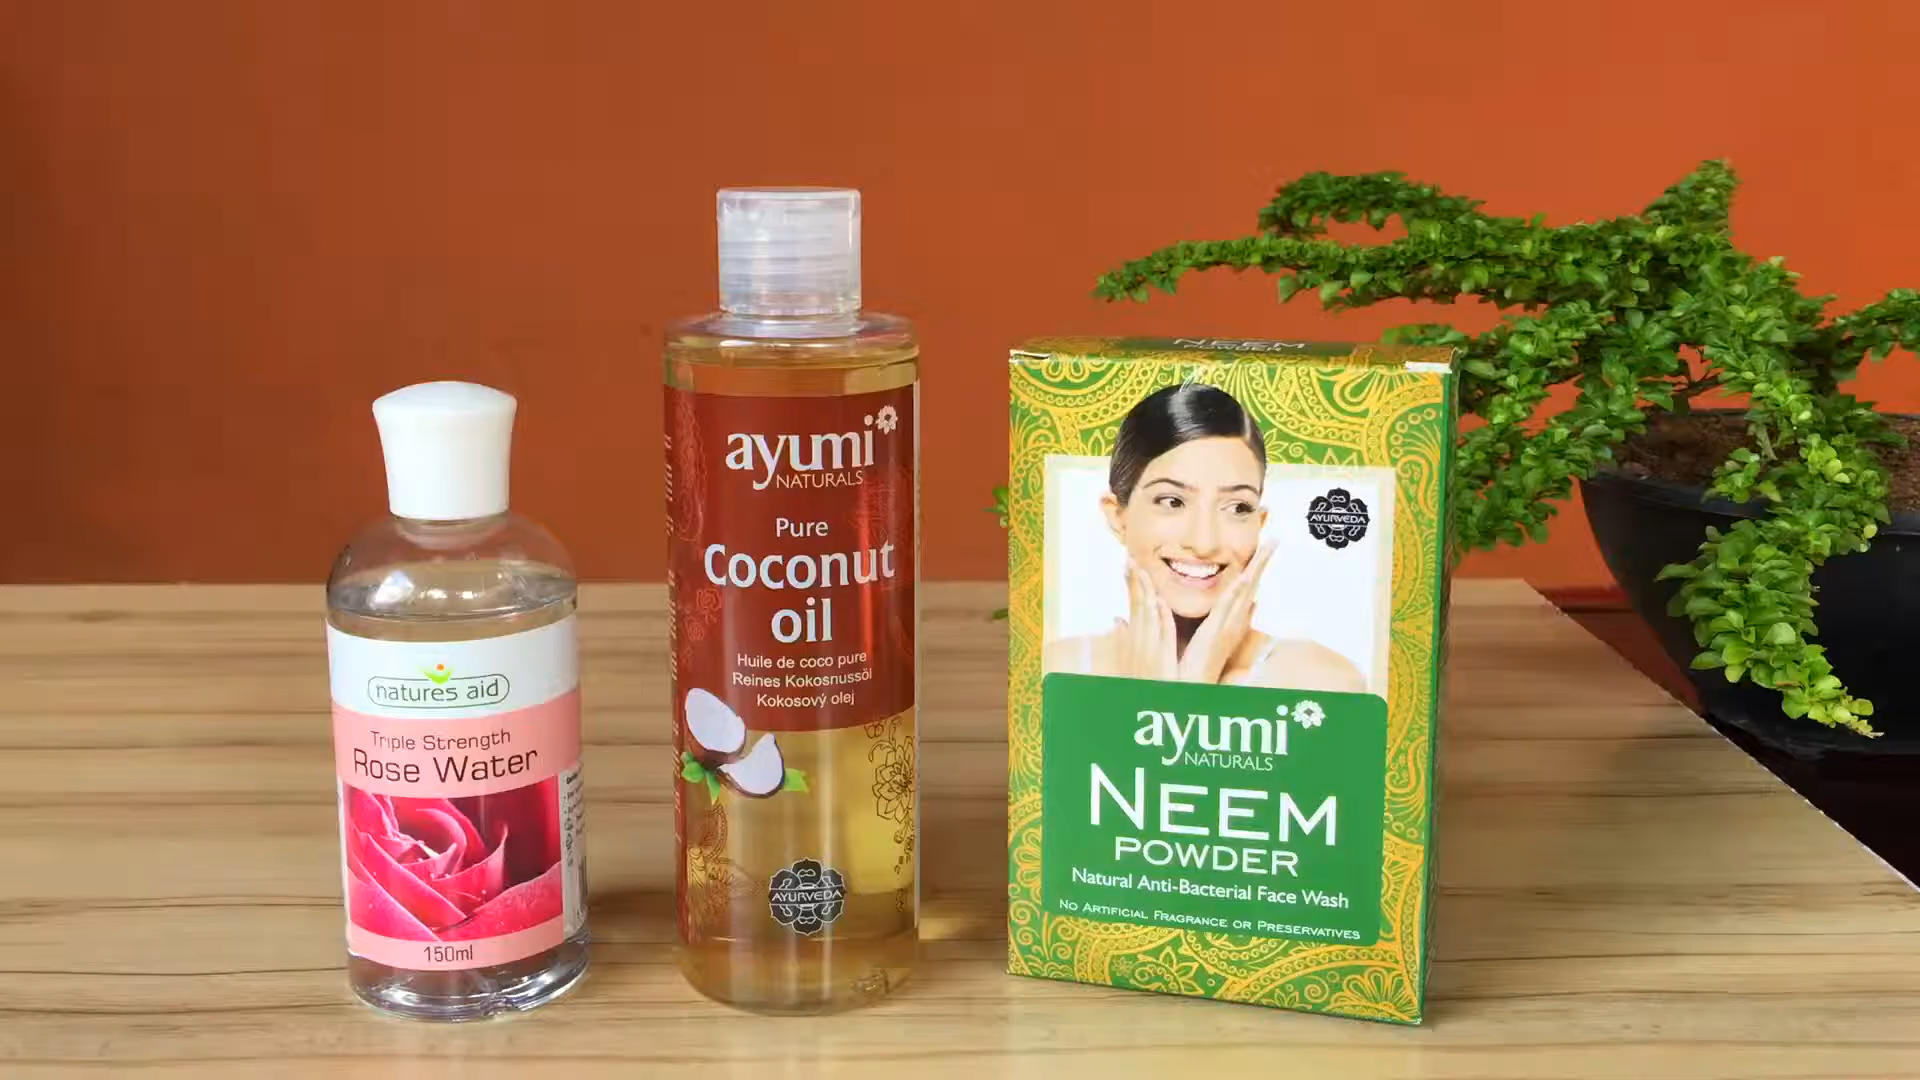 natures aid
Triple Strength
Rose Water
150ml
ayumi
NATURALS
Pure
Coconut
oil
Huile de coco pure
Reines Kokosnussöl
Kokosový olej
AYURVEDA
NEEM
POWDER
AYURVEDA
ayumi
NATURALS
NEEM
POWDER
Natural Anti-Bacterial Face Wash
No Artificial Fragrance or Preservatives